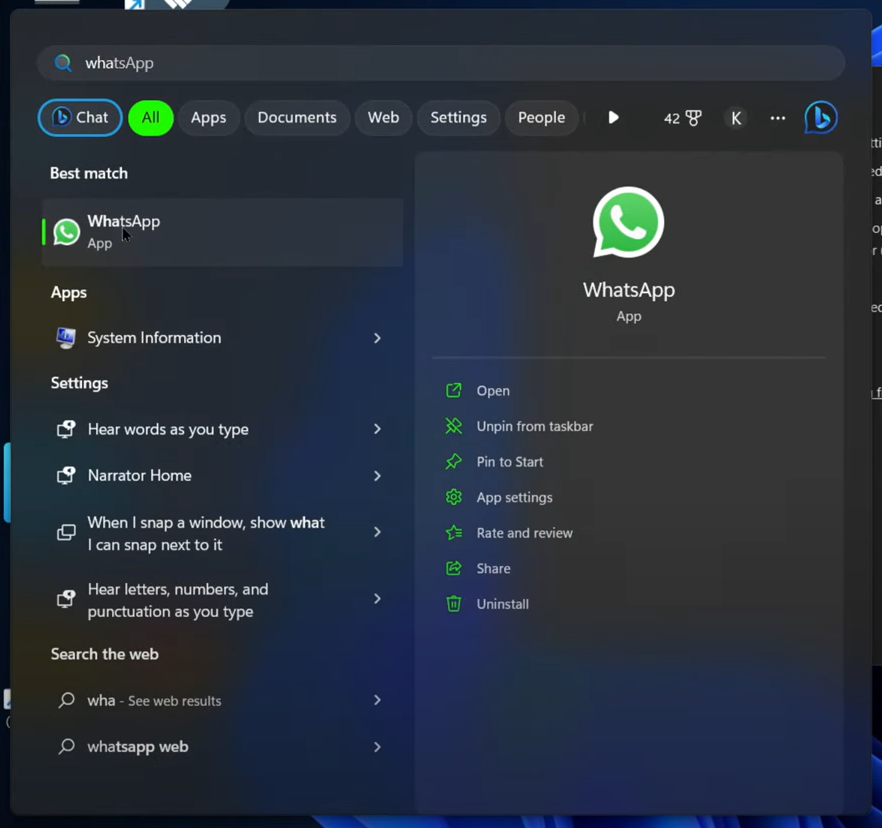 whatsApp
Chat
All
Apps
Documents
Web
Settings
People
42
K
Best match
WhatsApp
App
Apps
System Information
Settings
Hear words as you type
Narrator Home
When I snap a window, show what
I can snap next to it
Hear letters, numbers, and
punctuation as you type
Search the web
wha - See web results
whatsapp web
WhatsApp
App
Open
Unpin from taskbar
Pin to Start
App settings
Rate and review
Share
Uninstall